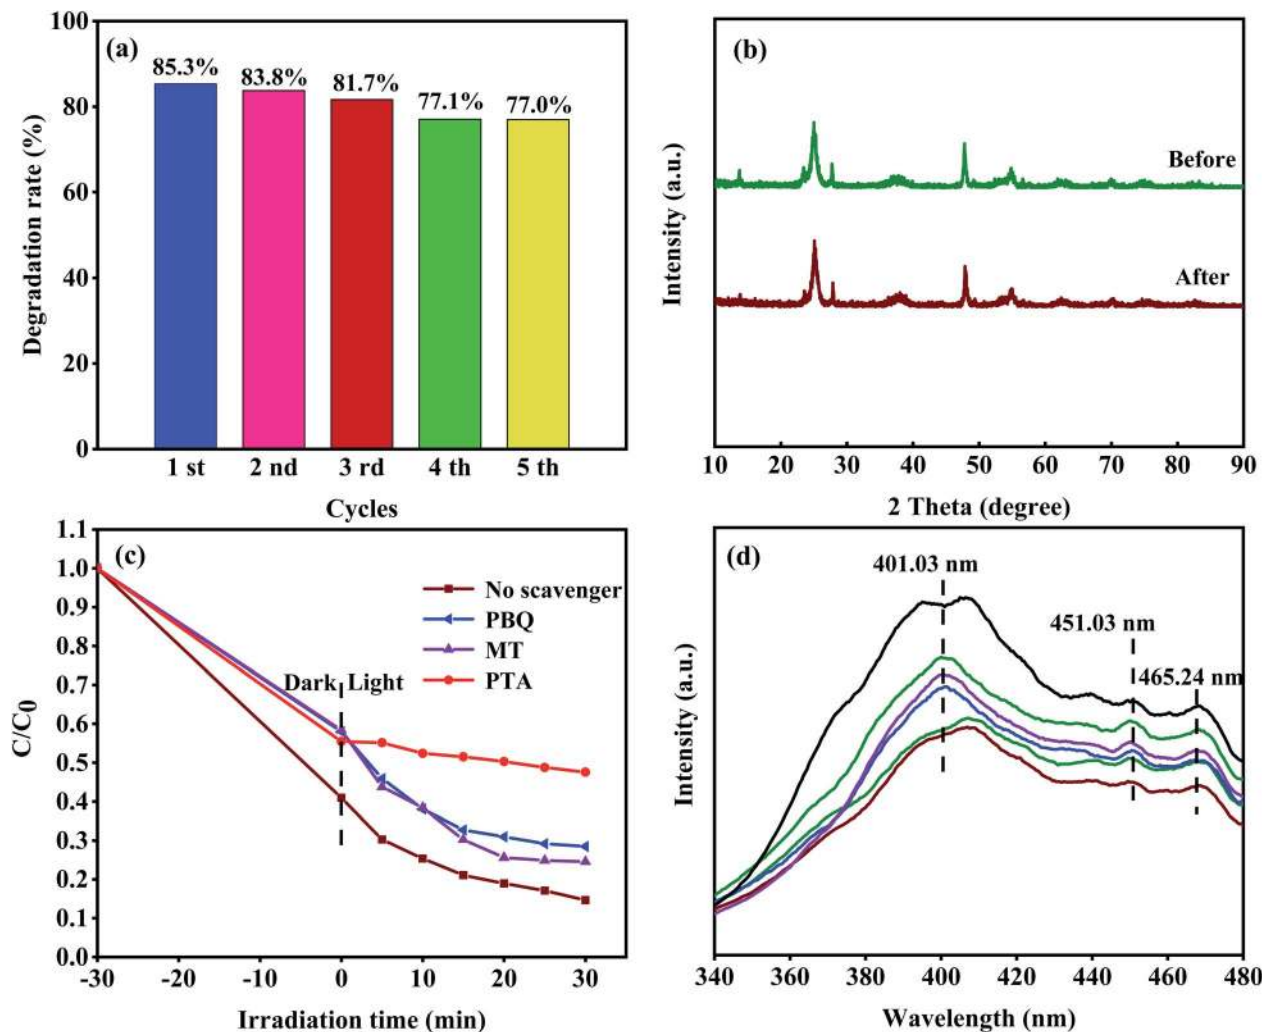 (a)
85.3%
83.8%
81.7%
77.1%
77.0%
100
80
60
40
20
0
Degradation rate (%)
1 st 2 nd 3 rd 4 th 5 th
Cycles
(b)
Before
After
Intensity (a.u.)
10 20 30 40 50 60 70 80 90
2 Theta (degree)
(c)
No scavenger
PBQ
MT
PTA
Dark Light
1.1
1.0
0.9
0.8
0.7
0.6
0.5
0.4
0.3
0.2
0.1
0.0
C/C0
-30 -20 -10 0 10 20 30
Irradiation time (min)
(d)
401.03 nm
451.03 nm
465.24 nm
Intensity (a.u.)
340 360 380 400 420 440 460 480
Wavelength (nm)